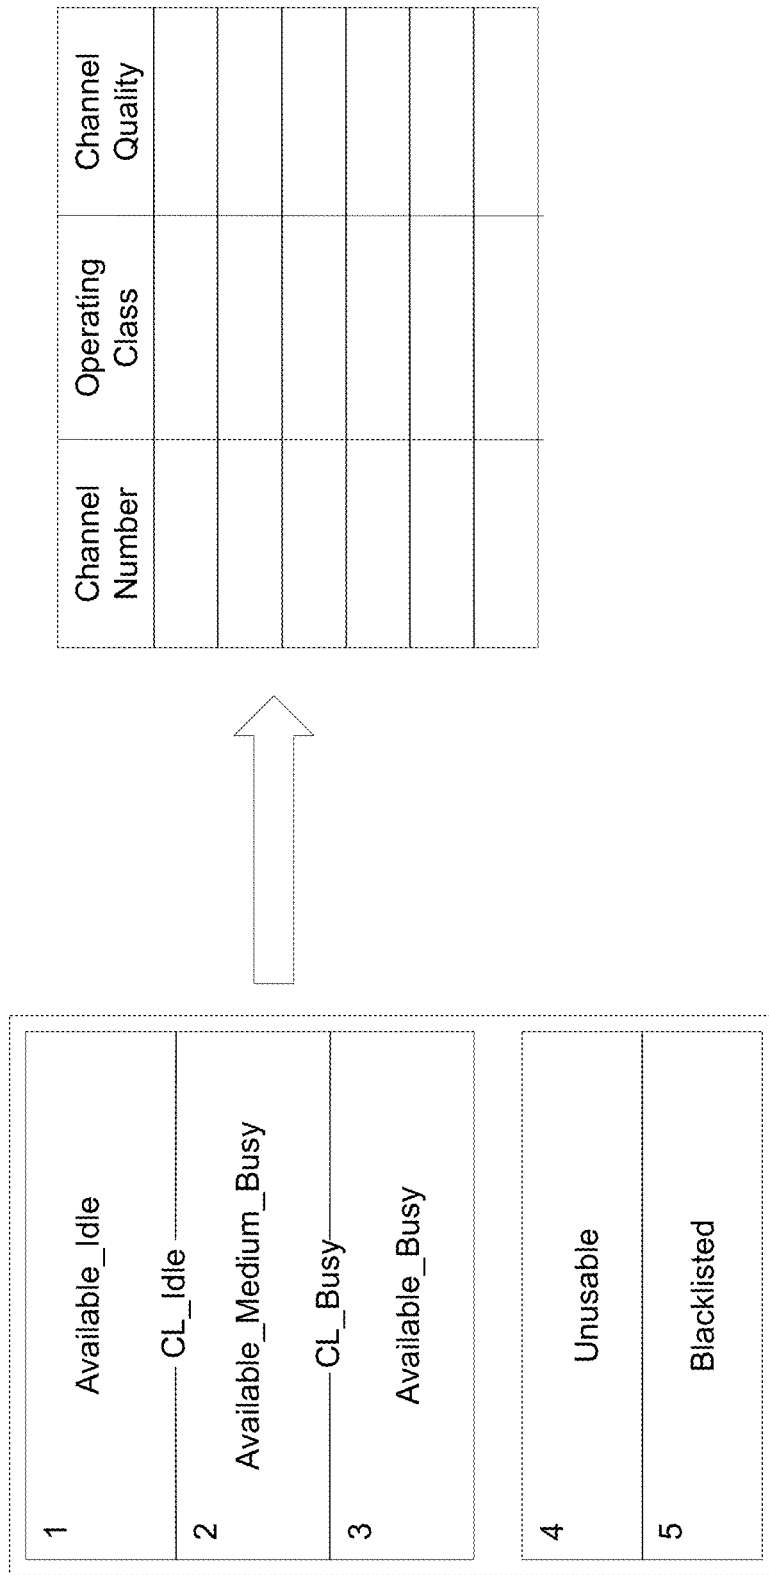 1
Available_Idle
CL_Idle
2
Available_Medium_Busy
CL_Busy
3
Available_Busy
4
Unusable
5
Blacklisted
Channel
Number
Operating
Class
Channel
Quality